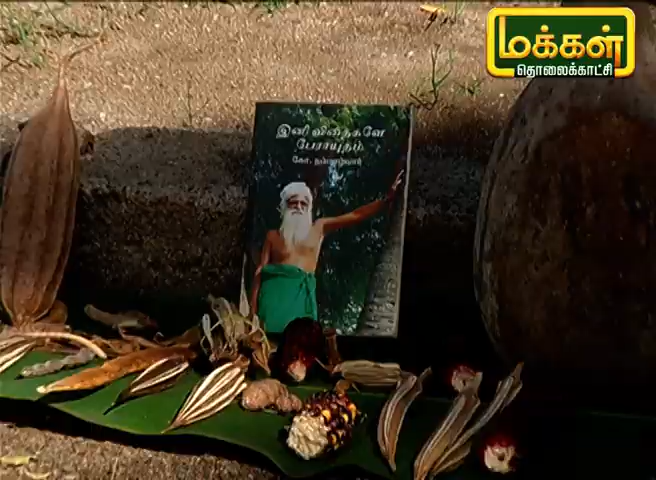 மக்கள்
தொலைக்காட்சி
இனி விதைகளே
பேராயுதம்
கோ. நம்மாழ்வார்